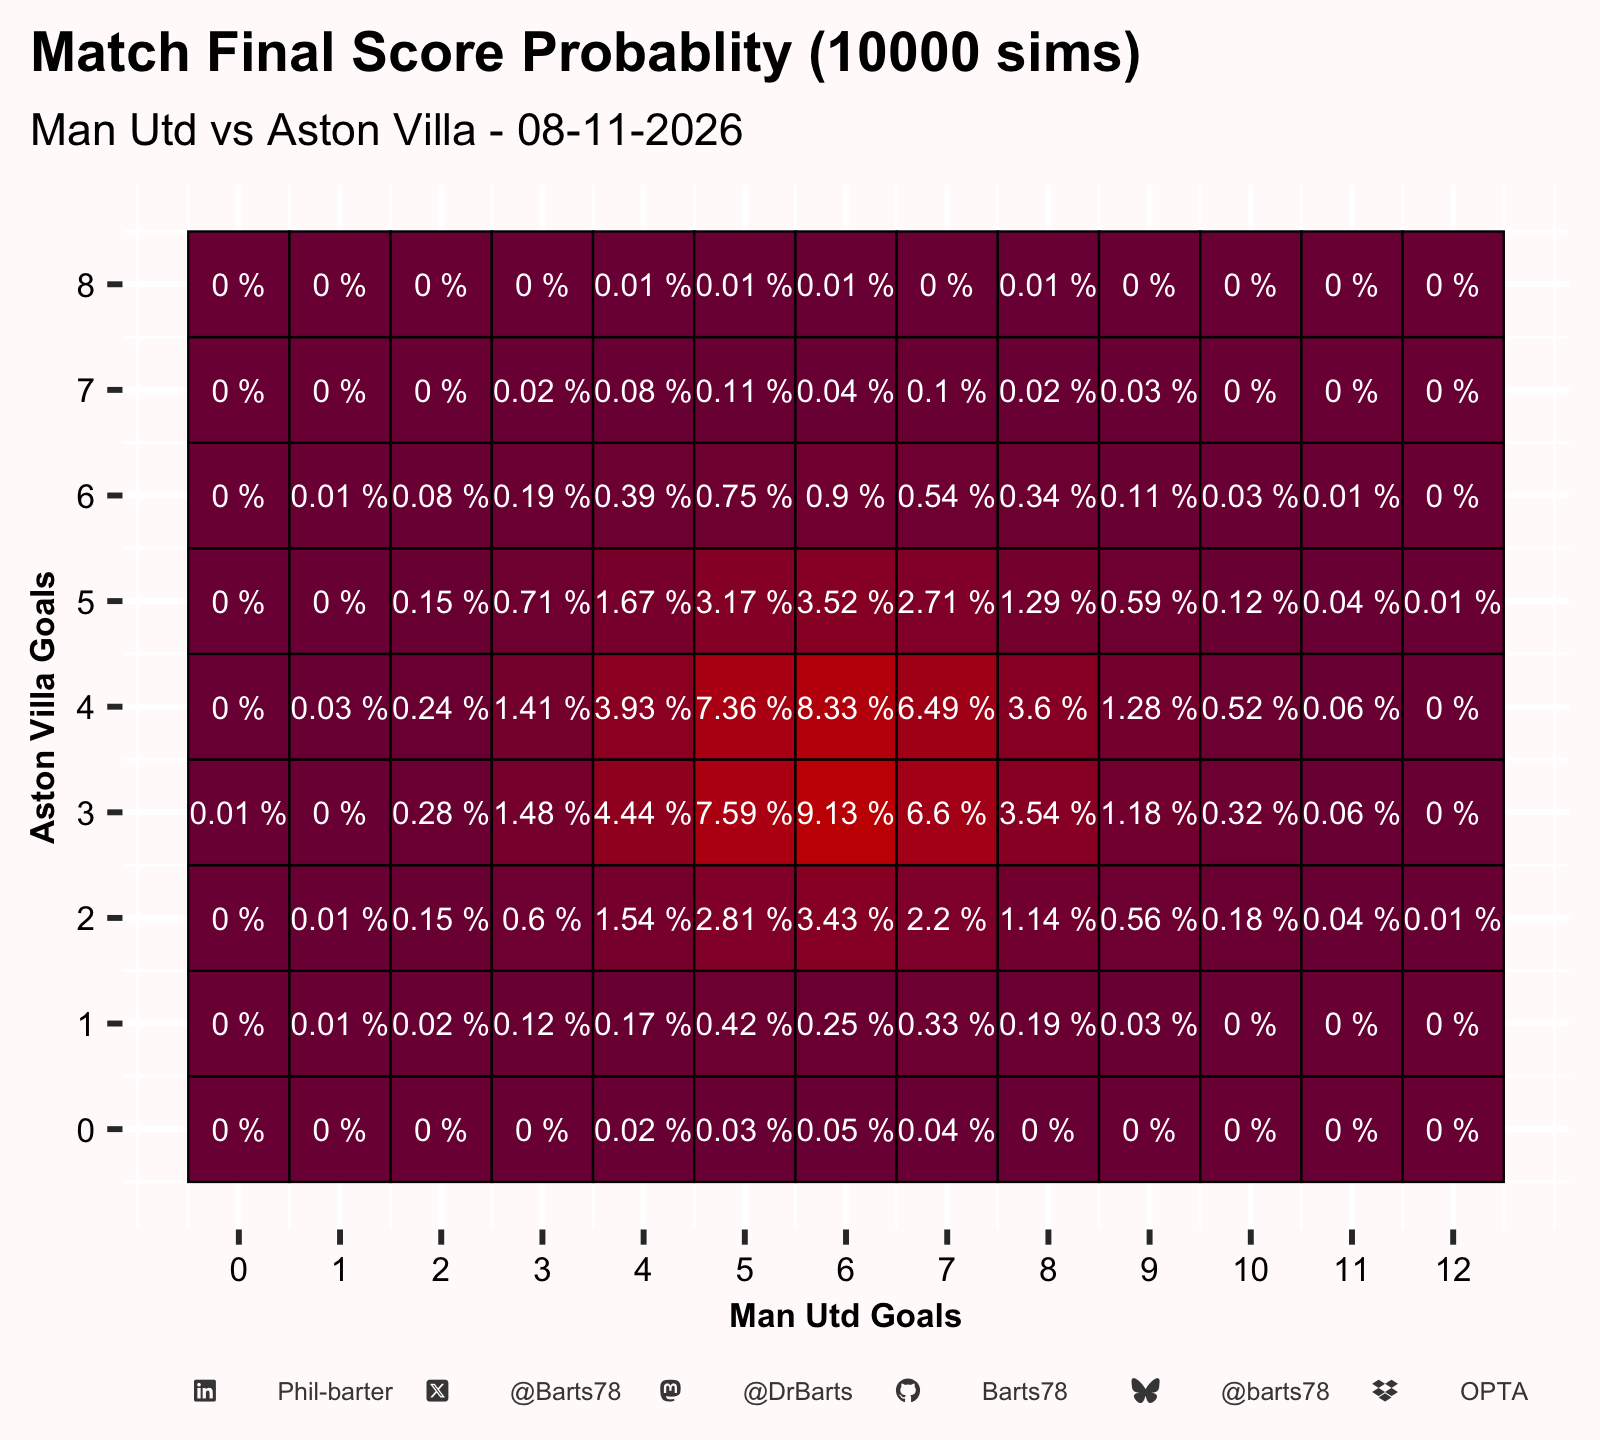 Match Final Score Probablity (10000 sims)
Man Utd vs Aston Villa - 08-11-2026
Aston Villa Goals
8 0 % 0 % 0 % 0 % 0.01 % 0.01 % 0.01 % 0 % 0.01 % 0 % 0 % 0 % 0 %
7 0 % 0 % 0 % 0.02 % 0.08 % 0.11 % 0.04 % 0.1 % 0.02 % 0.03 % 0 % 0 % 0 %
6 0 % 0.01 % 0.08 % 0.19 % 0.39 % 0.75 % 0.9 % 0.54 % 0.34 % 0.11 % 0.03 % 0.01 % 0 %
5 0 % 0 % 0.15 % 0.71 % 1.67 % 3.17 % 3.52 % 2.71 % 1.29 % 0.59 % 0.12 % 0.04 % 0.01 %
4 0 % 0.03 % 0.24 % 1.41 % 3.93 % 7.36 % 8.33 % 6.49 % 3.6 % 1.28 % 0.52 % 0.06 % 0 %
3 0.01 % 0 % 0.28 % 1.48 % 4.44 % 7.59 % 9.13 % 6.6 % 3.54 % 1.18 % 0.32 % 0.06 % 0 %
2 0 % 0.01 % 0.15 % 0.6 % 1.54 % 2.81 % 3.43 % 2.2 % 1.14 % 0.56 % 0.18 % 0.04 % 0.01 %
1 0 % 0.01 % 0.02 % 0.12 % 0.17 % 0.42 % 0.25 % 0.33 % 0.19 % 0.03 % 0 % 0 % 0 %
0 0 % 0 % 0 % 0 % 0.02 % 0.03 % 0.05 % 0.04 % 0 % 0 % 0 % 0 % 0 %
0 1 2 3 4 5 6 7 8 9 10 11 12
Man Utd Goals
Phil-barter @Barts78 @DrBarts Barts78 @barts78 OPTA